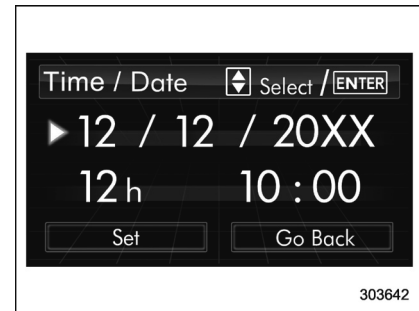 Time / Date Select / ENTER
12 / 12 / 20XX
12h 10 : 00
Set Go Back
303642